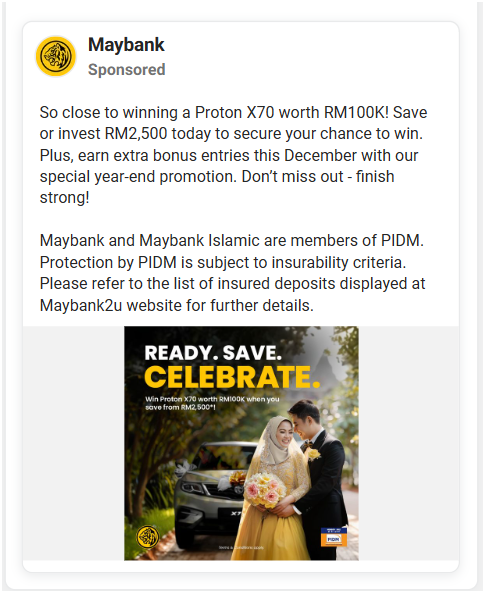 Maybank
Sponsored
So close to winning a Proton X70 worth RM100K! Save
or invest RM2,500 today to secure your chance to win.
Plus, earn extra bonus entries this December with our
special year-end promotion. Don’t miss out - finish
strong!
Maybank and Maybank Islamic are members of PIDM.
Protection by PIDM is subject to insurability criteria.
Please refer to the list of insured deposits displayed at
Maybank2u website for further details.
READY. SAVE.
CELEBRATE.
Win Proton X70 worth RM100K when you
save from RM2,500*!
X70
PIDM
Terms & Conditions apply.